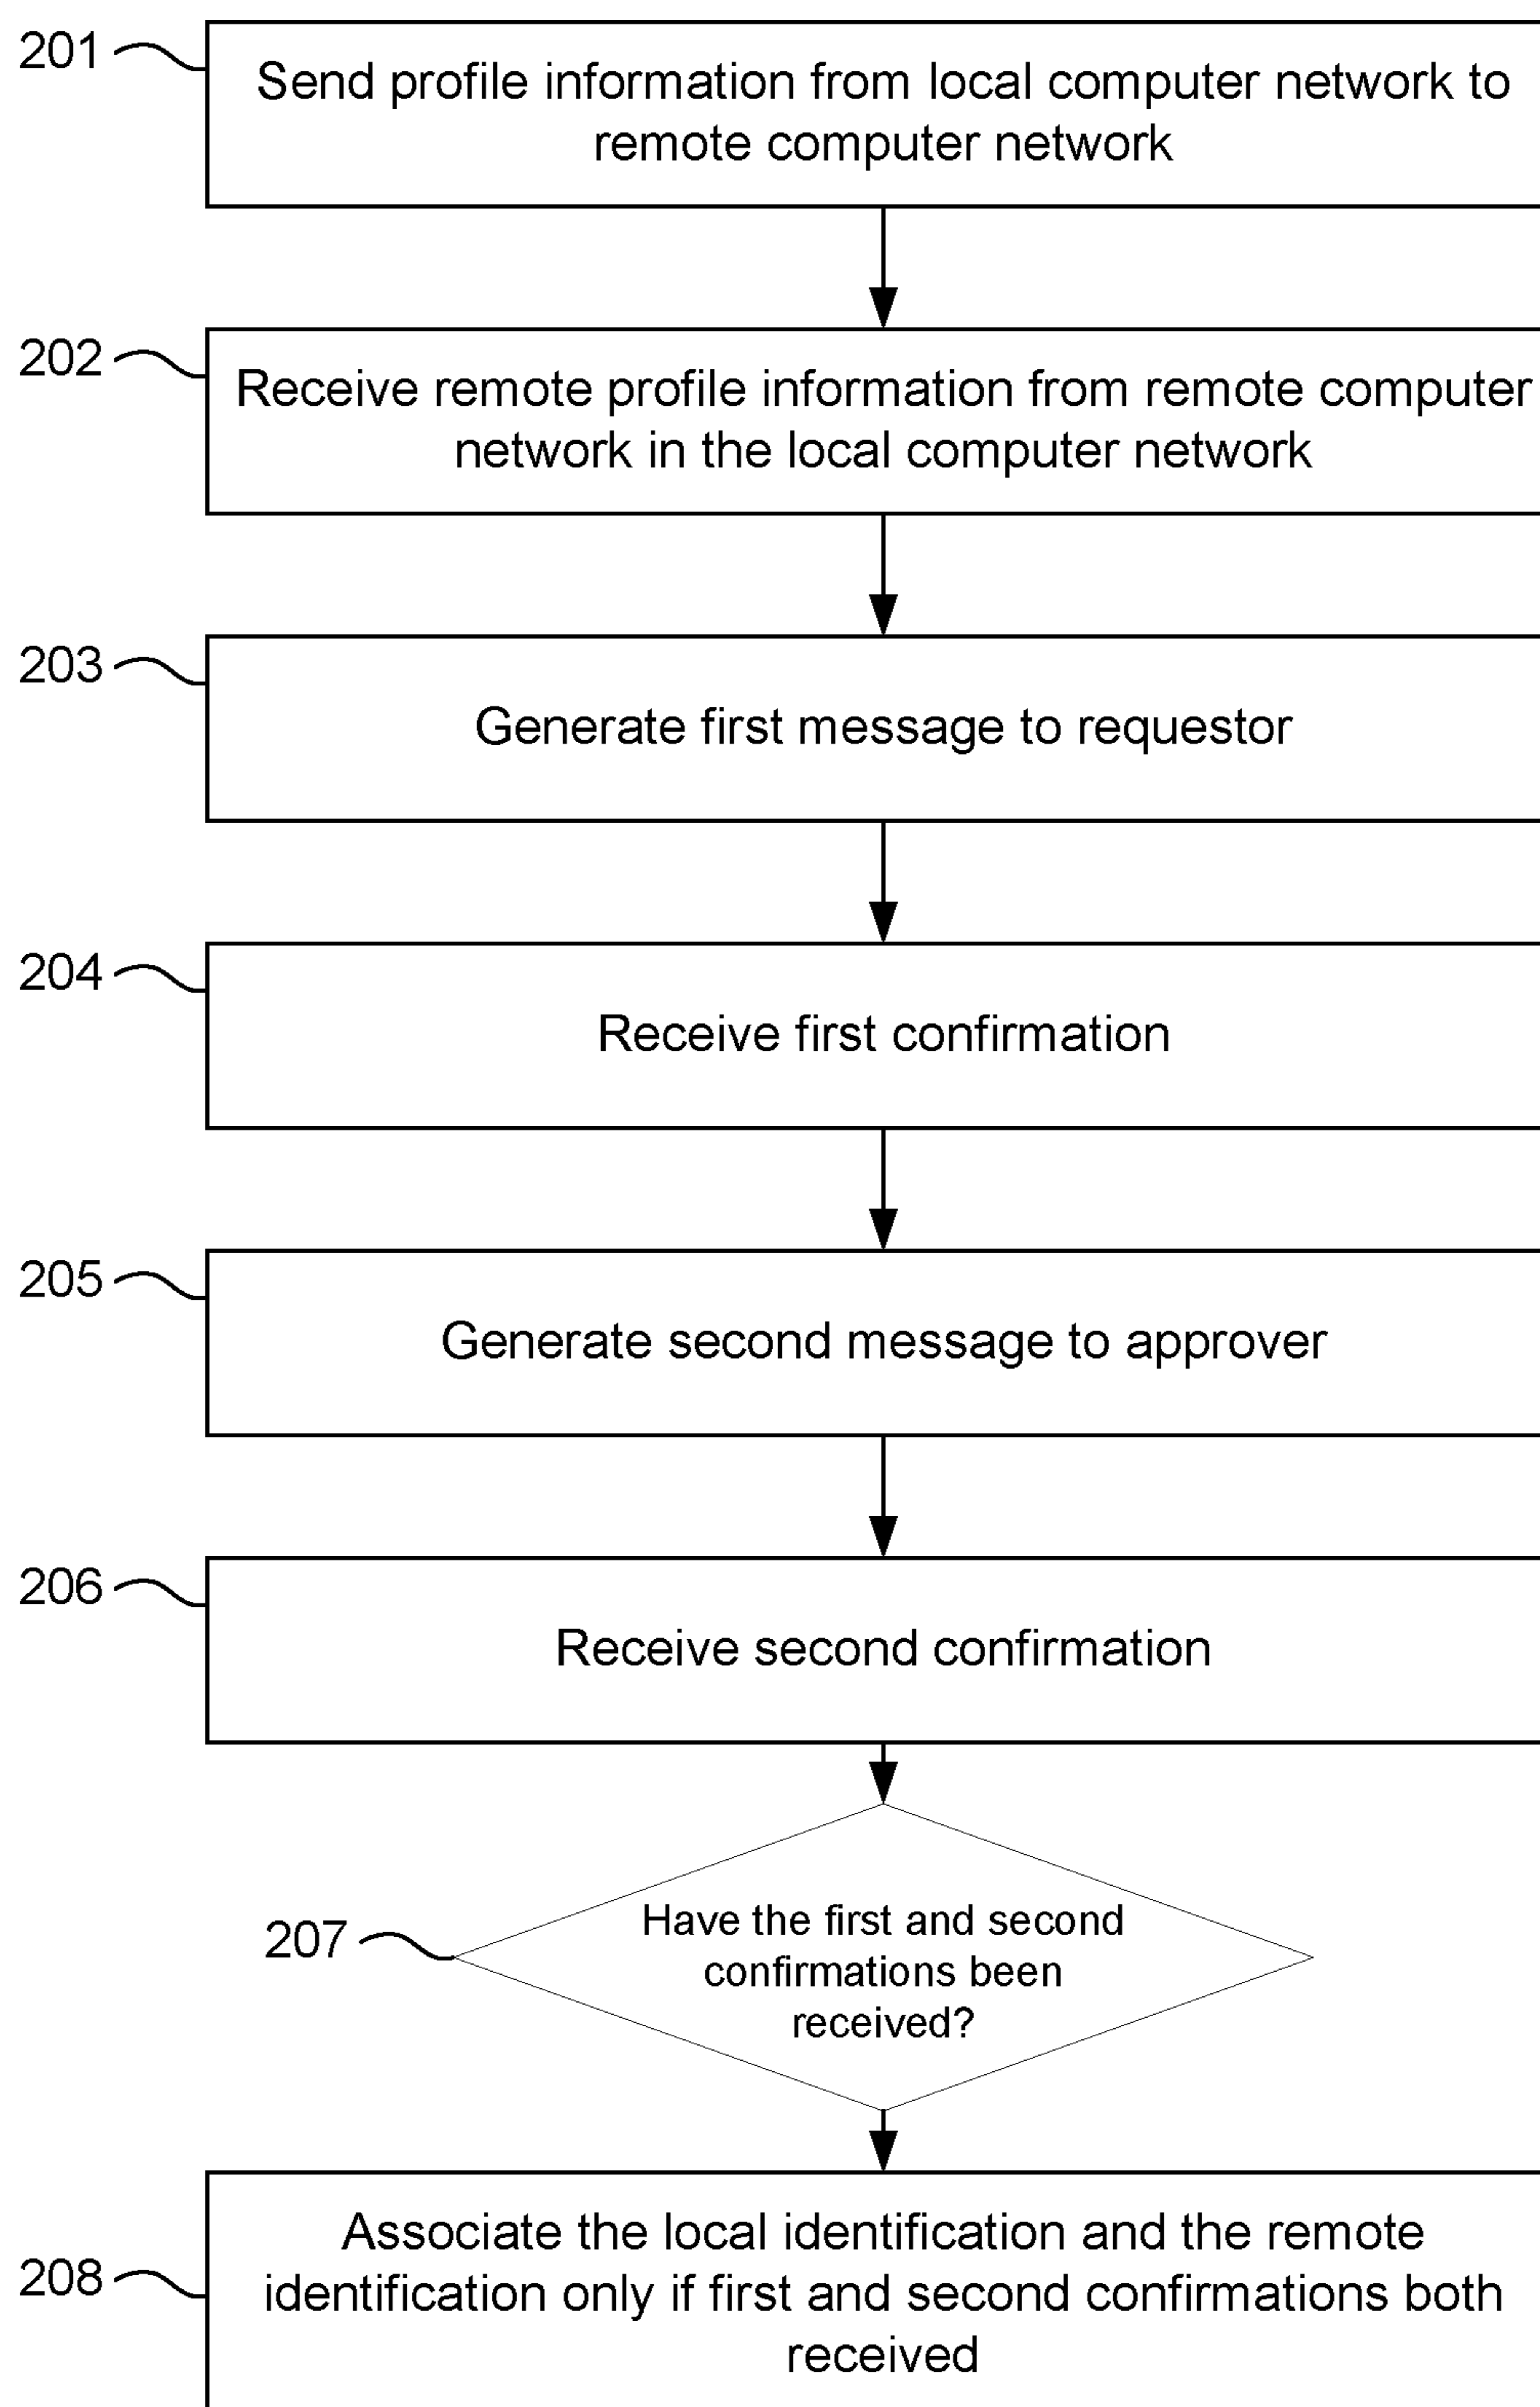 201
Send profile information from local computer network to
remote computer network
202
Receive remote profile information from remote computer
network in the local computer network
203
Generate first message to requestor
204
Receive first confirmation
205
Generate second message to approver
206
Receive second confirmation
207
Have the first and second
confirmations been
received?
208
Associate the local identification and the remote
identification only if first and second confirmations both
received